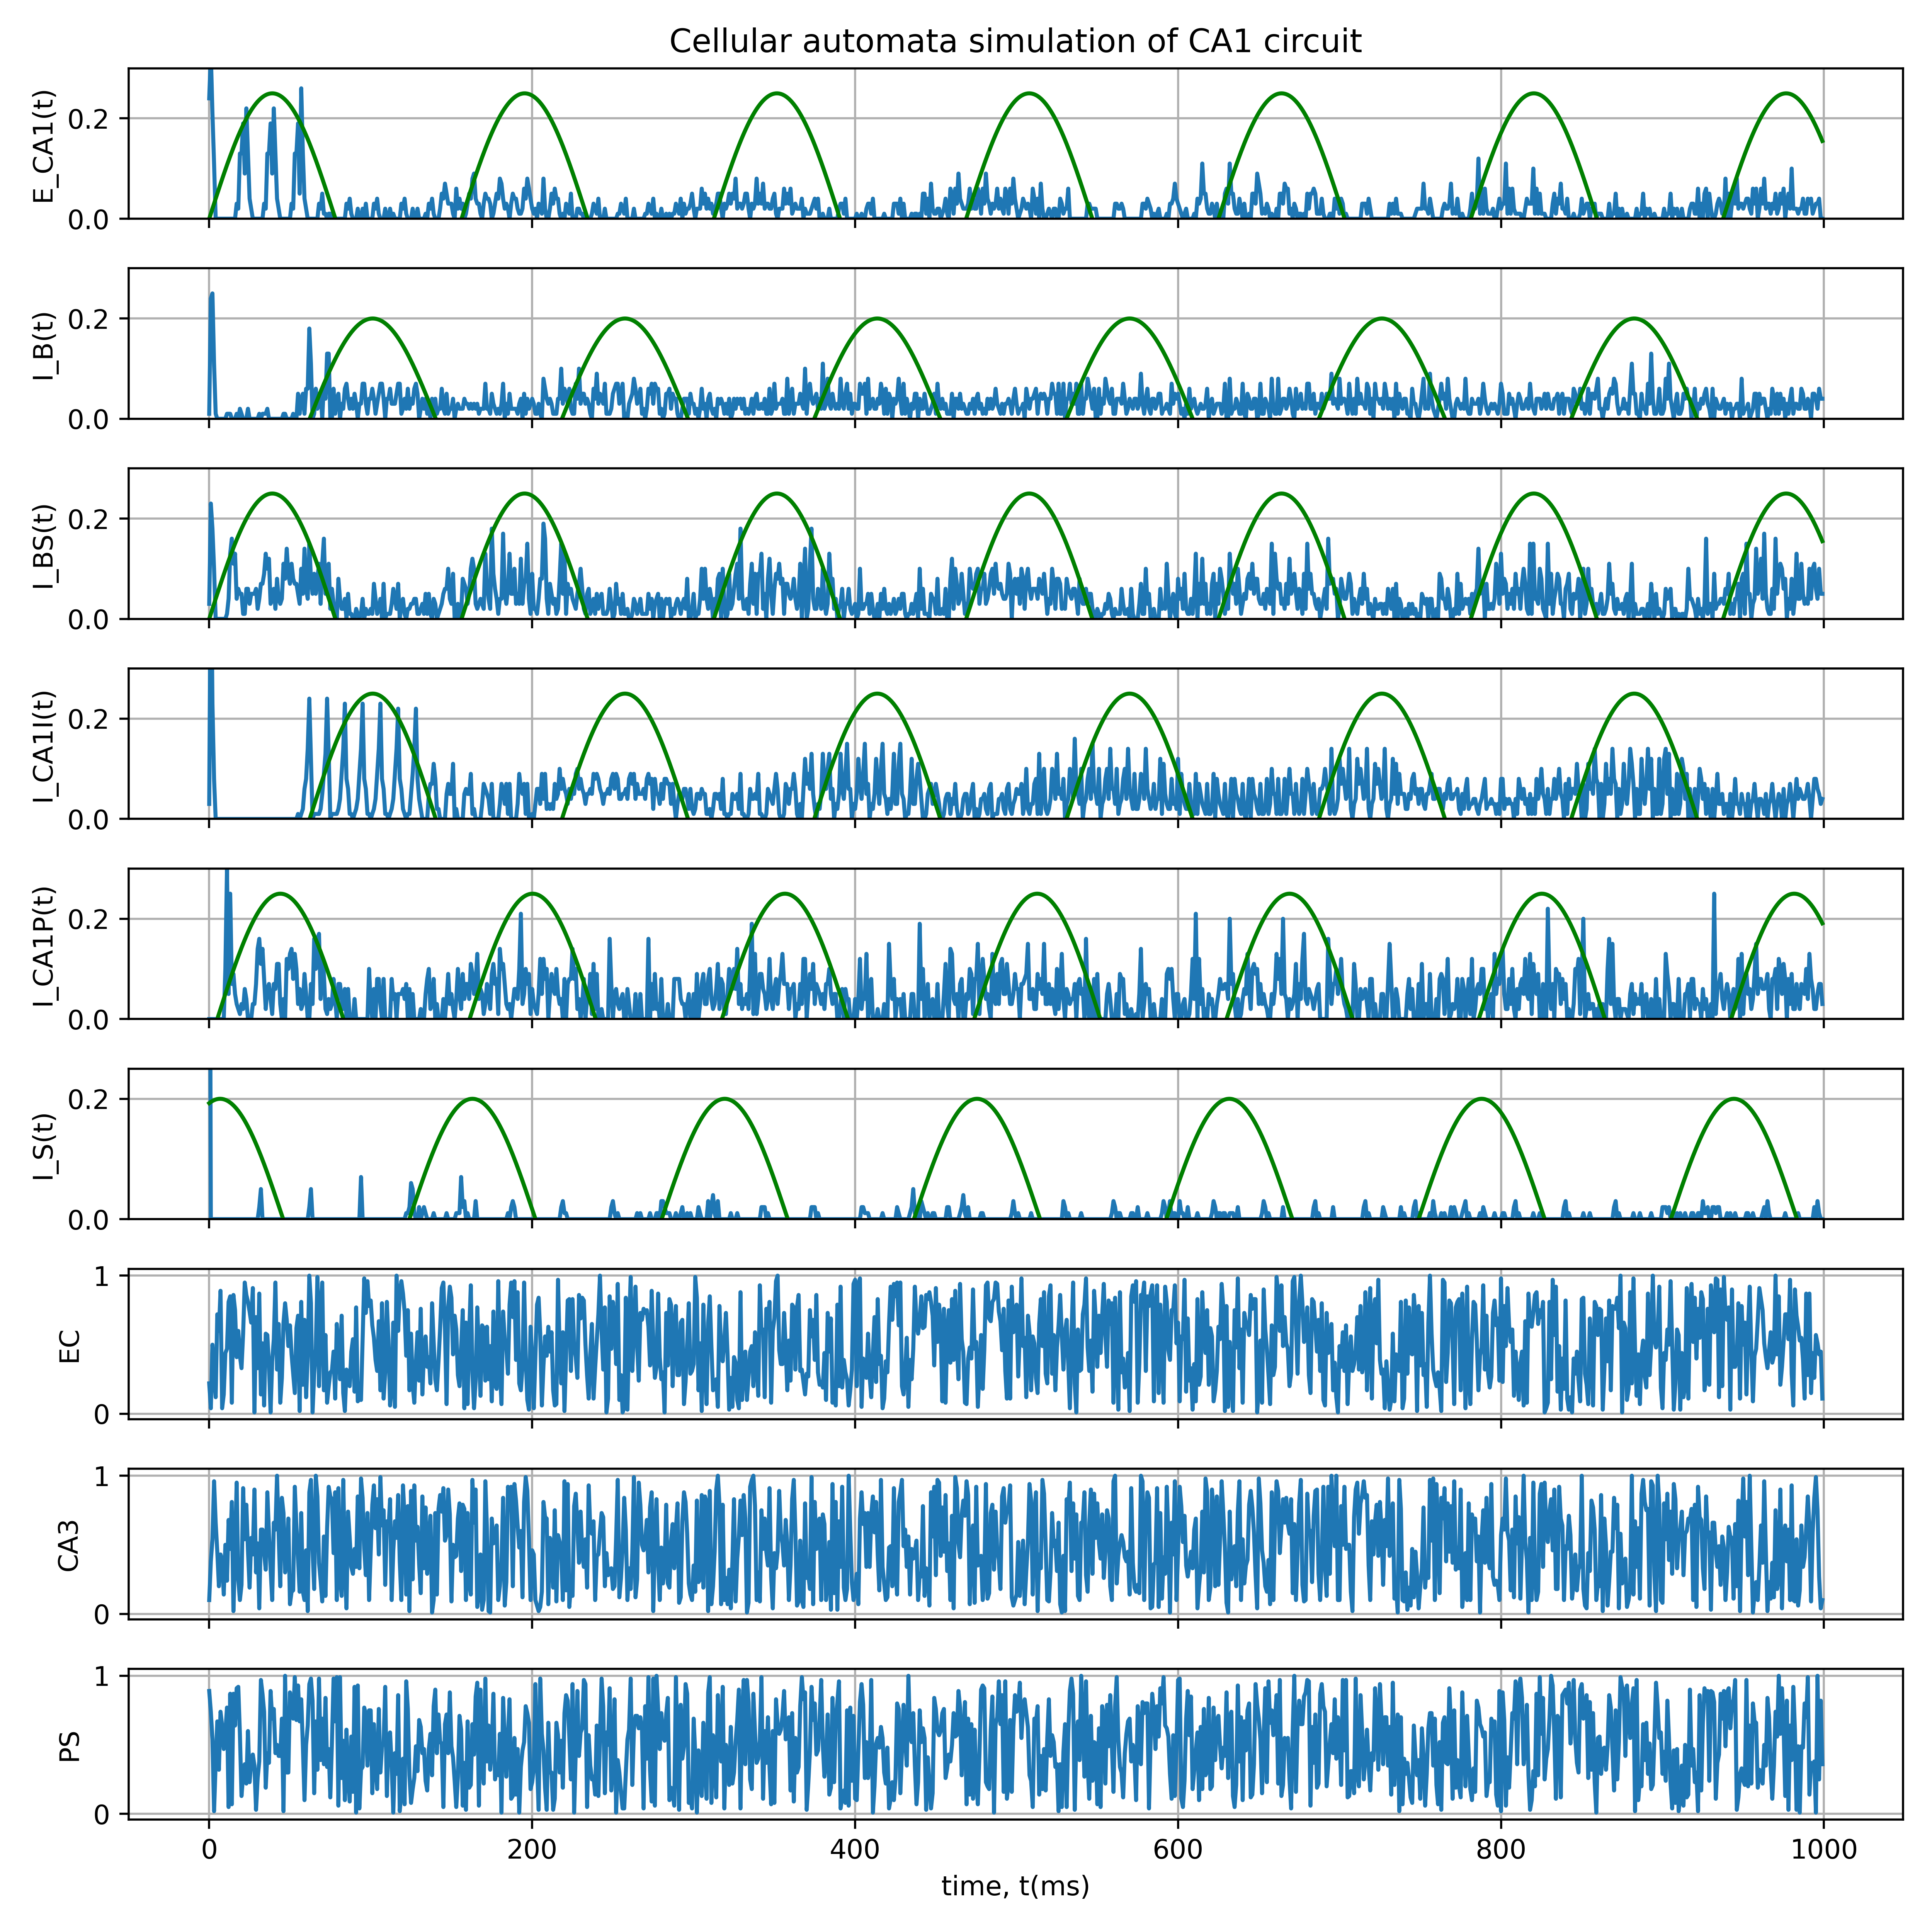 Cellular automata simulation of CA1 circuit
E_CA1(t)
0.2
0.0
I_B(t)
0.2
0.0
I_BS(t)
0.2
0.0
I_CA1I(t)
0.2
0.0
I_CA1P(t)
0.2
0.0
I_S(t)
0.2
0.0
EC
1
0
CA3
1
0
PS
1
0
0 200 400 600 800 1000
time, t(ms)